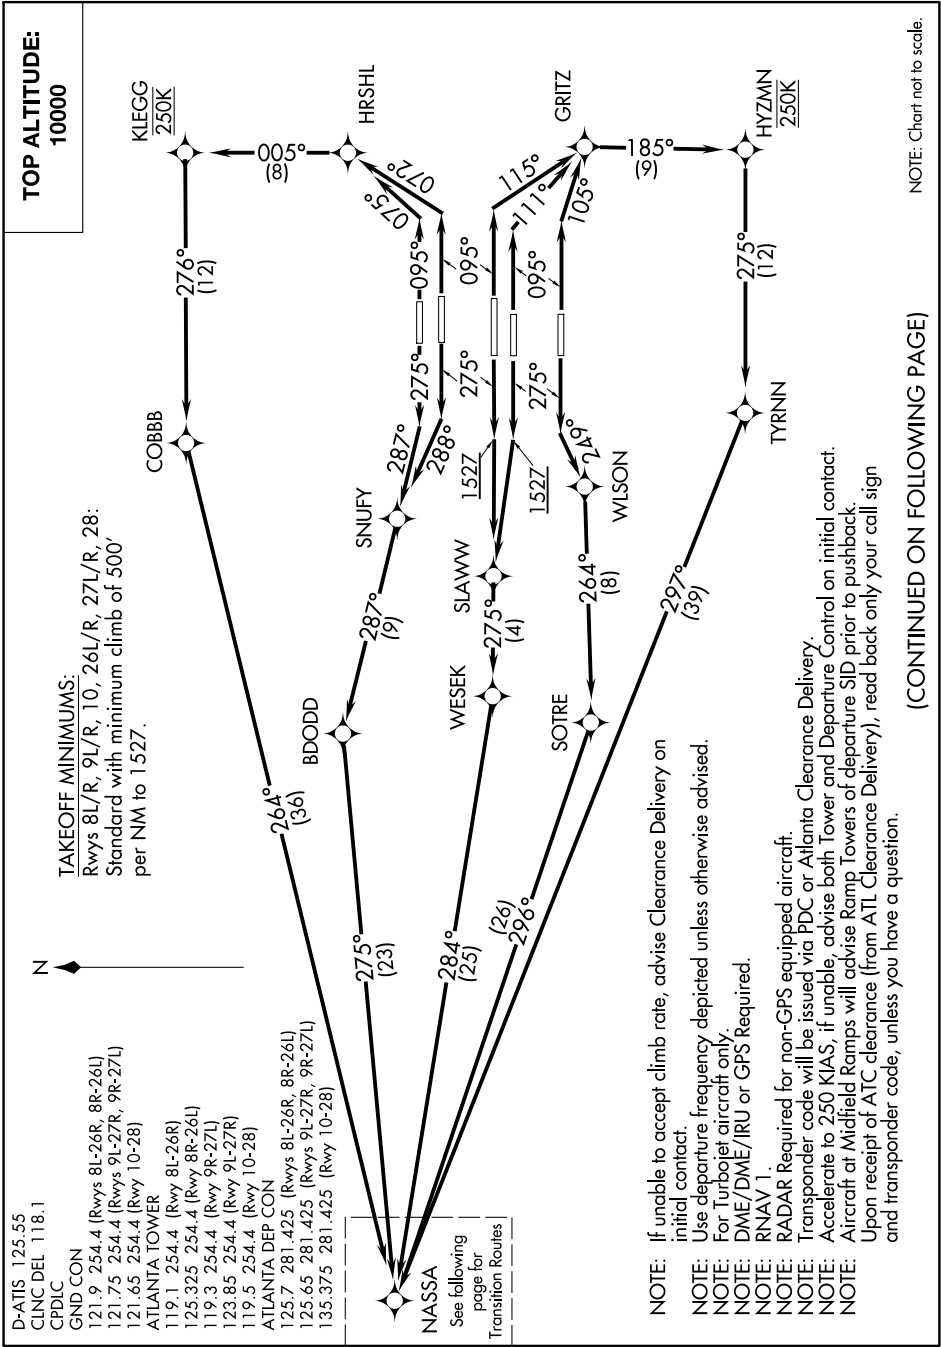 TOP ALTITUDE:
10000
D-ATIS 125.55
CLNC DEL 118.1
CPDLC
GND CON
121.9 254.4 (Rwys 8L-26R, 8R-26L)
121.75 254.4 (Rwys 9L-27R, 9R-27L)
121.65 254.4 (Rwy 10-28)
ATLANTA TOWER
119.1 254.4 (Rwy 8L-26R)
125.325 254.4 (Rwy 8R-26L)
119.3 254.4 (Rwy 9R-27L)
123.85 254.4 (Rwy 9L-27R)
119.5 254.4 (Rwy 10-28)
ATLANTA DEP CON
125.7 281.425 (Rwys 8L-26R, 8R-26L)
125.65 281.425 (Rwys 9L-27R, 9R-27L)
135.375 281.425 (Rwy 10-28)
N
TAKEOFF MINIMUMS:
Rwys 8L/R, 9L/R, 10, 26L/R, 27L/R, 28:
Standard with minimum climb of 500'
per NM to 1527.
COBBB
276°
(12)
KLEGG
250K
005°
(8)
HRSHL
264°
(36)
SNUFY
287°
288°
275°
095°
075°
072°
BDODD
287°
(9)
275°
(23)
275°
095°
115°
111°
105°
GRITZ
1527
1527
275°
095°
249°
SLAWW
275°
(4)
WESEK
284°
(25)
WLSON
264°
(8)
SOTRE
(26)
296°
185°
(9)
HYZMN
250K
275°
(12)
TYRNN
297°
(39)
NASSA
See following
page for
Transition Routes
NOTE: Chart not to scale.
NOTE: If unable to accept climb rate, advise Clearance Delivery on
initial contact.
NOTE: Use departure frequency depicted unless otherwise advised.
NOTE: For Turbojet aircraft only.
NOTE: DME/DME/IRU or GPS Required.
NOTE: RNAV 1.
NOTE: RADAR Required for non-GPS equipped aircraft.
NOTE: Transponder code will be issued via PDC or Atlanta Clearance Delivery.
NOTE: Accelerate to 250 KIAS, if unable, advise both Tower and Departure Control on initial contact.
NOTE: Aircraft at Midfield Ramps will advise Ramp Towers of departure SID prior to pushback.
Upon receipt of ATC clearance (from ATL Clearance Delivery), read back only your call sign
and transponder code, unless you have a question.
(CONTINUED ON FOLLOWING PAGE)